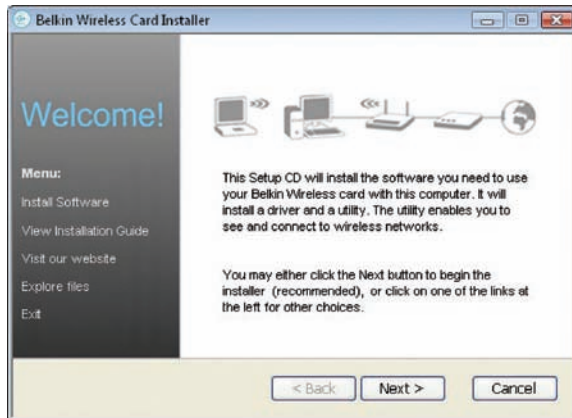 Belkin Wireless Card Installer
Welcome!
Menu:
Install Software
View Installation Guide
Visit our website
Explore files
Exit
This Setup CD will install the software you need to use
your Belkin Wireless card with this computer. It will
install a driver and a utility. The utility enables you to
see and connect to wireless networks.
You may either click the Next button to begin the
installer (recommended), or click on one of the links at
the left for other choices.
< Back
Next >
Cancel